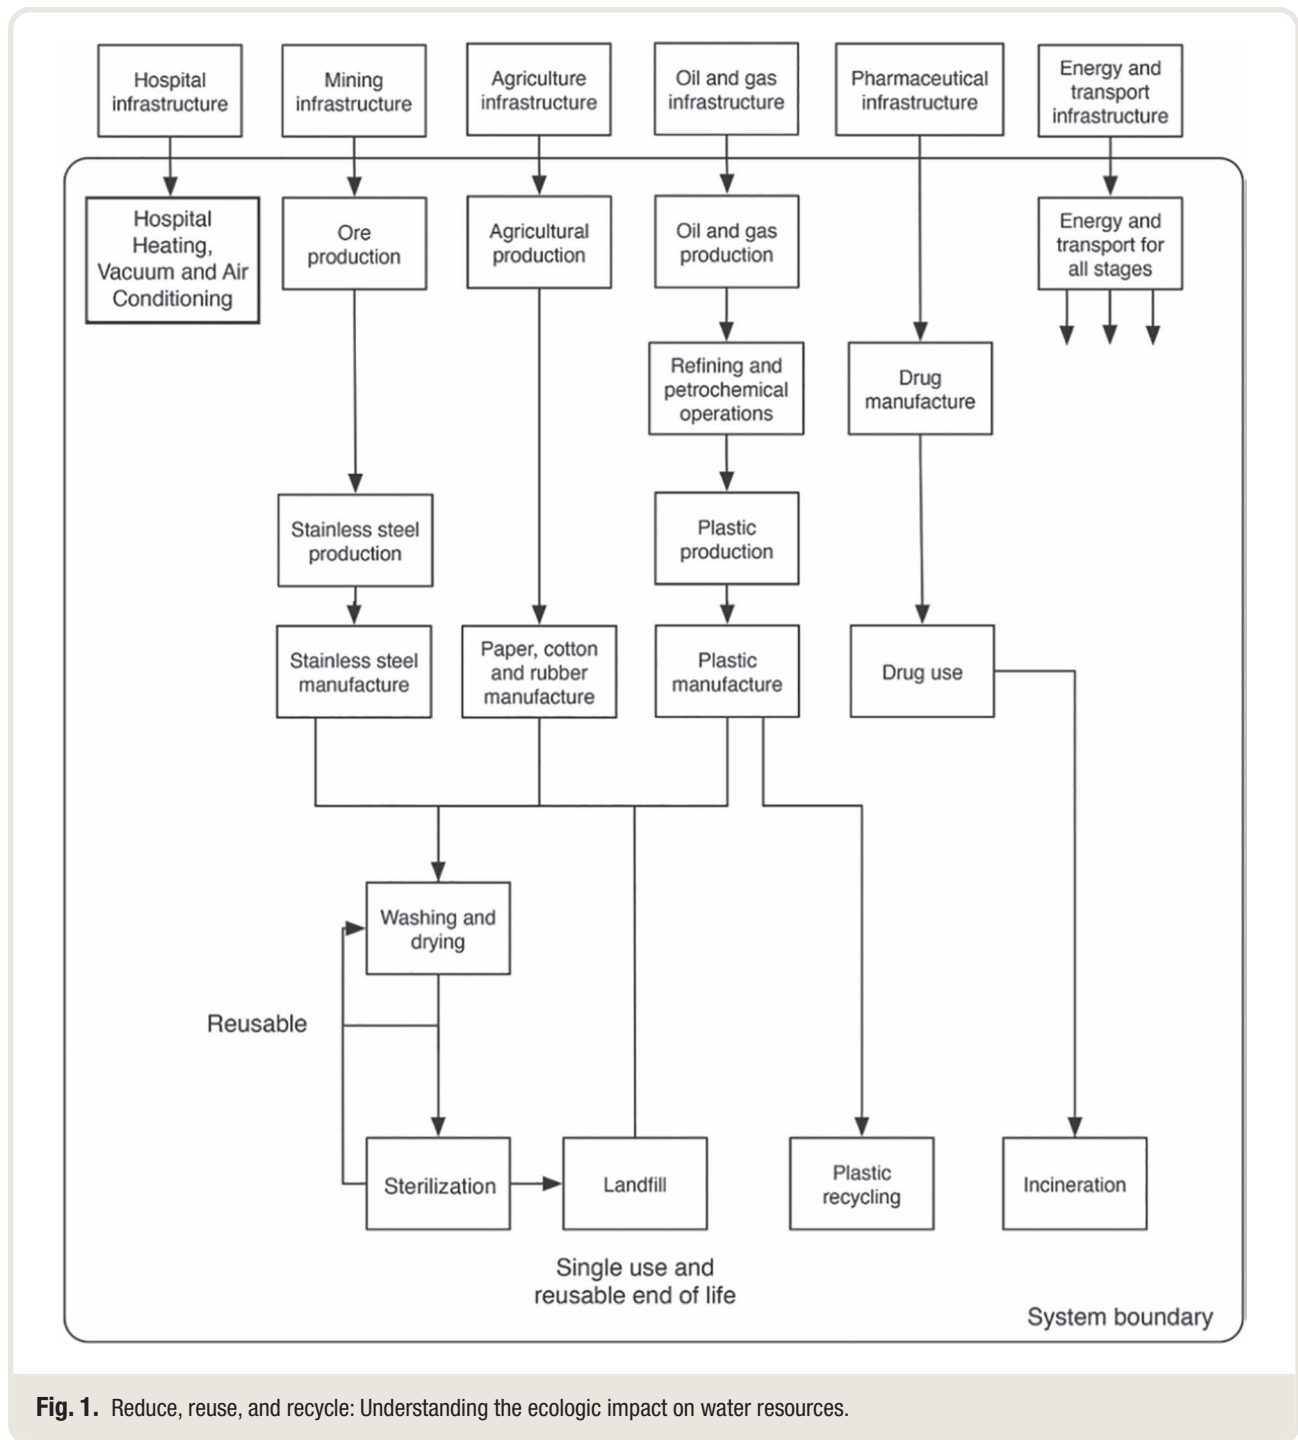 Hospital
infrastructure
Mining
infrastructure
Agriculture
infrastructure
Oil and gas
infrastructure
Pharmaceutical
infrastructure
Energy and
transport
infrastructure
Hospital
Heating,
Vacuum and Air
Conditioning
Ore
production
Agricultural
production
Oil and gas
production
Energy and
transport for
all stages
Refining and
petrochemical
operations
Drug
manufacture
Stainless steel
production
Plastic
production
Stainless steel
manufacture
Paper, cotton
and rubber
manufacture
Plastic
manufacture
Drug use
Washing and
drying
Reusable
Sterilization
Landfill
Plastic
recycling
Incineration
Single use and
reusable end of life
System boundary
Fig. 1. Reduce, reuse, and recycle: Understanding the ecologic impact on water resources.